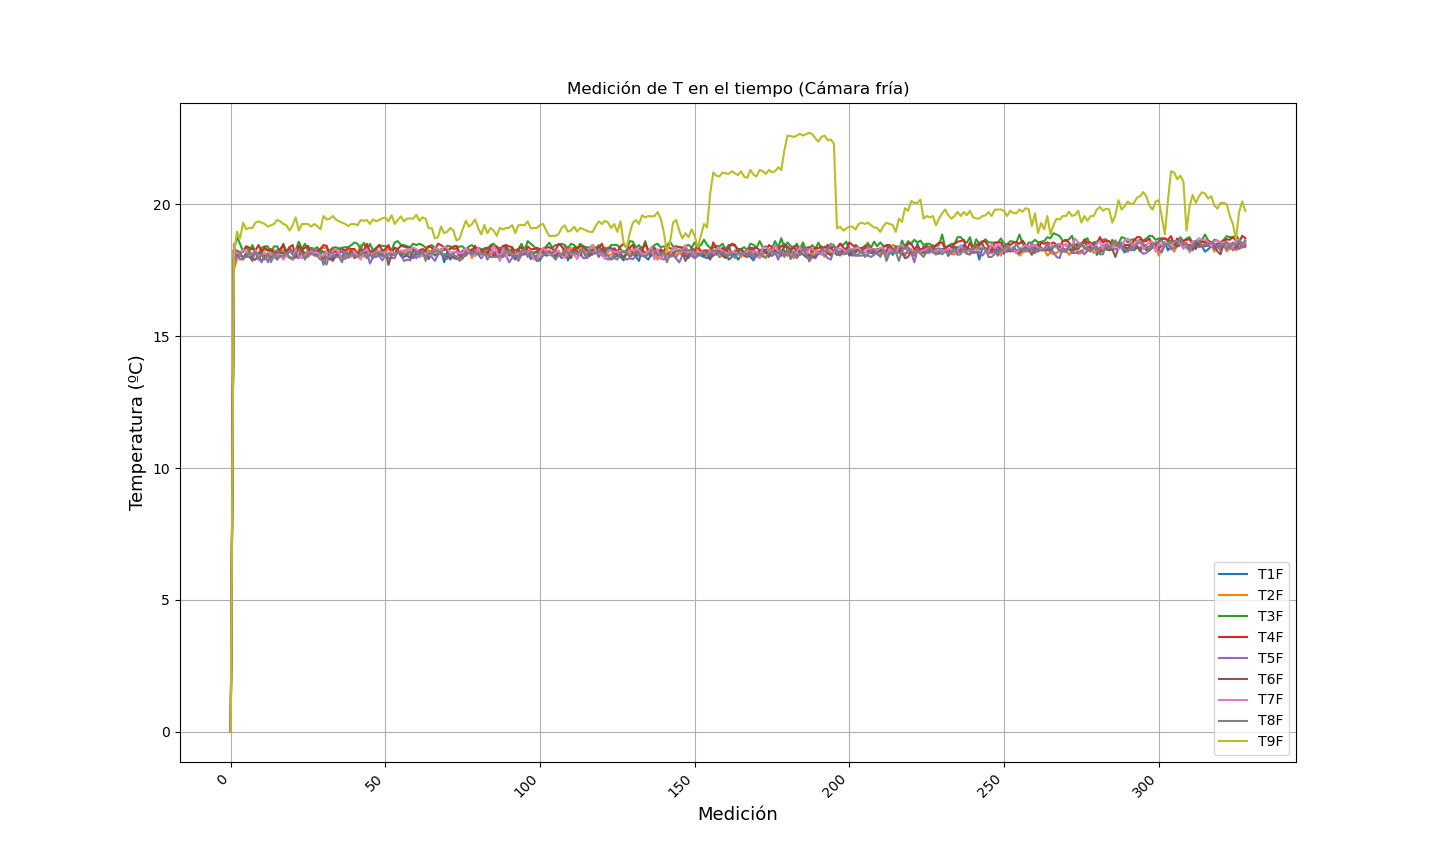 Medición de T en el tiempo (Cámara fría)
Temperatura (ºC)
20
15
10
5
0
0
50
100
150
200
250
300
Medición
T1F
T2F
T3F
T4F
T5F
T6F
T7F
T8F
T9F